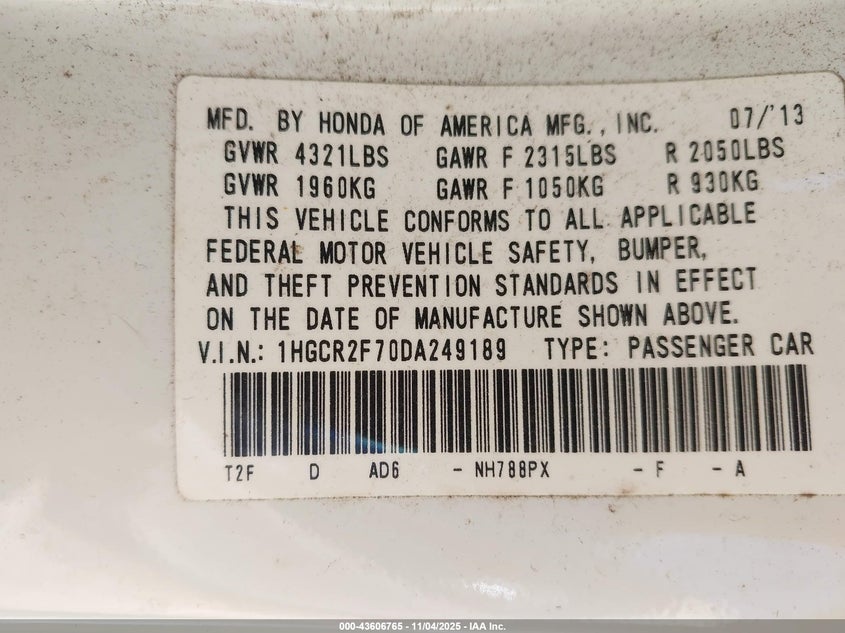 MFD. BY HONDA OF AMERICA MFG., INC. 07/'13
GVWR 4321LBS GAWR F 2315LBS R 2050LBS
GVWR 1960KG GAWR F 1050KG R 930KG
THIS VEHICLE CONFORMS TO ALL APPLICABLE
FEDERAL MOTOR VEHICLE SAFETY, BUMPER,
AND THEFT PREVENTION STANDARDS IN EFFECT
ON THE DATE OF MANUFACTURE SHOWN ABOVE.
V.I.N.: 1HGCR2F70DA249189 TYPE: PASSENGER CAR
T2F D AD6 - NH788PX - F - A
000-43606765 - 11/04/2025 - IAA Inc.